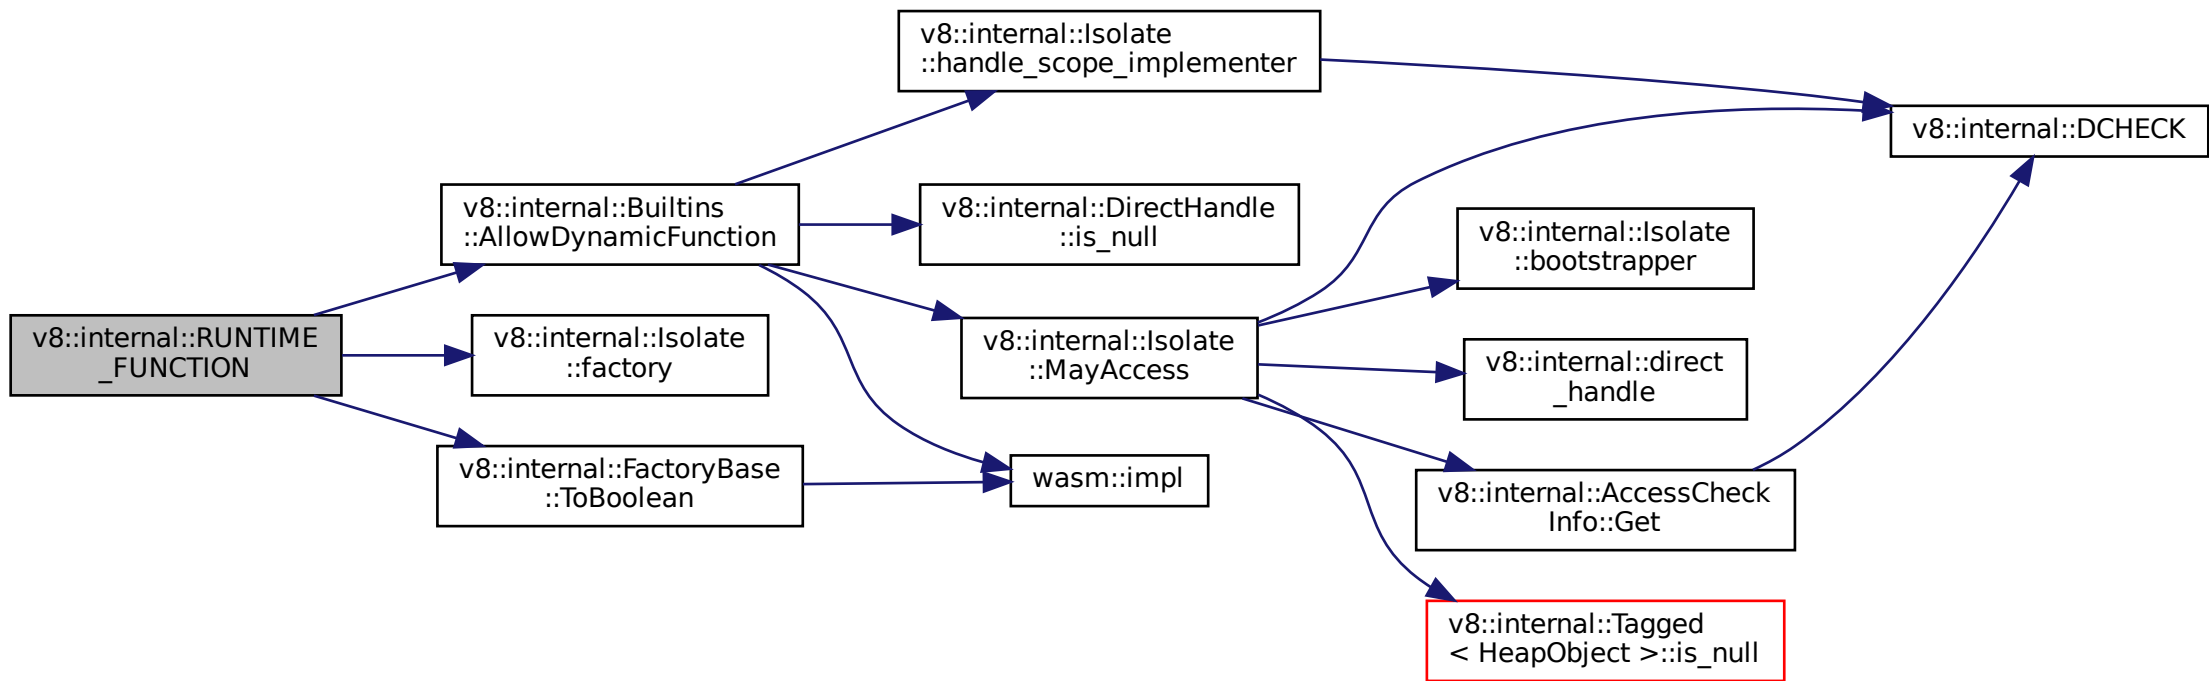 v8::internal::RUNTIME
_FUNCTION
v8::internal::Builtins
::AllowDynamicFunction
v8::internal::Isolate
::factory
v8::internal::FactoryBase
::ToBoolean
v8::internal::Isolate
::handle_scope_implementer
v8::internal::DirectHandle
::is_null
v8::internal::Isolate
::MayAccess
wasm::impl
v8::internal::DCHECK
v8::internal::Isolate
::bootstrapper
v8::internal::direct
_handle
v8::internal::AccessCheck
Info::Get
v8::internal::Tagged
< HeapObject >::is_null